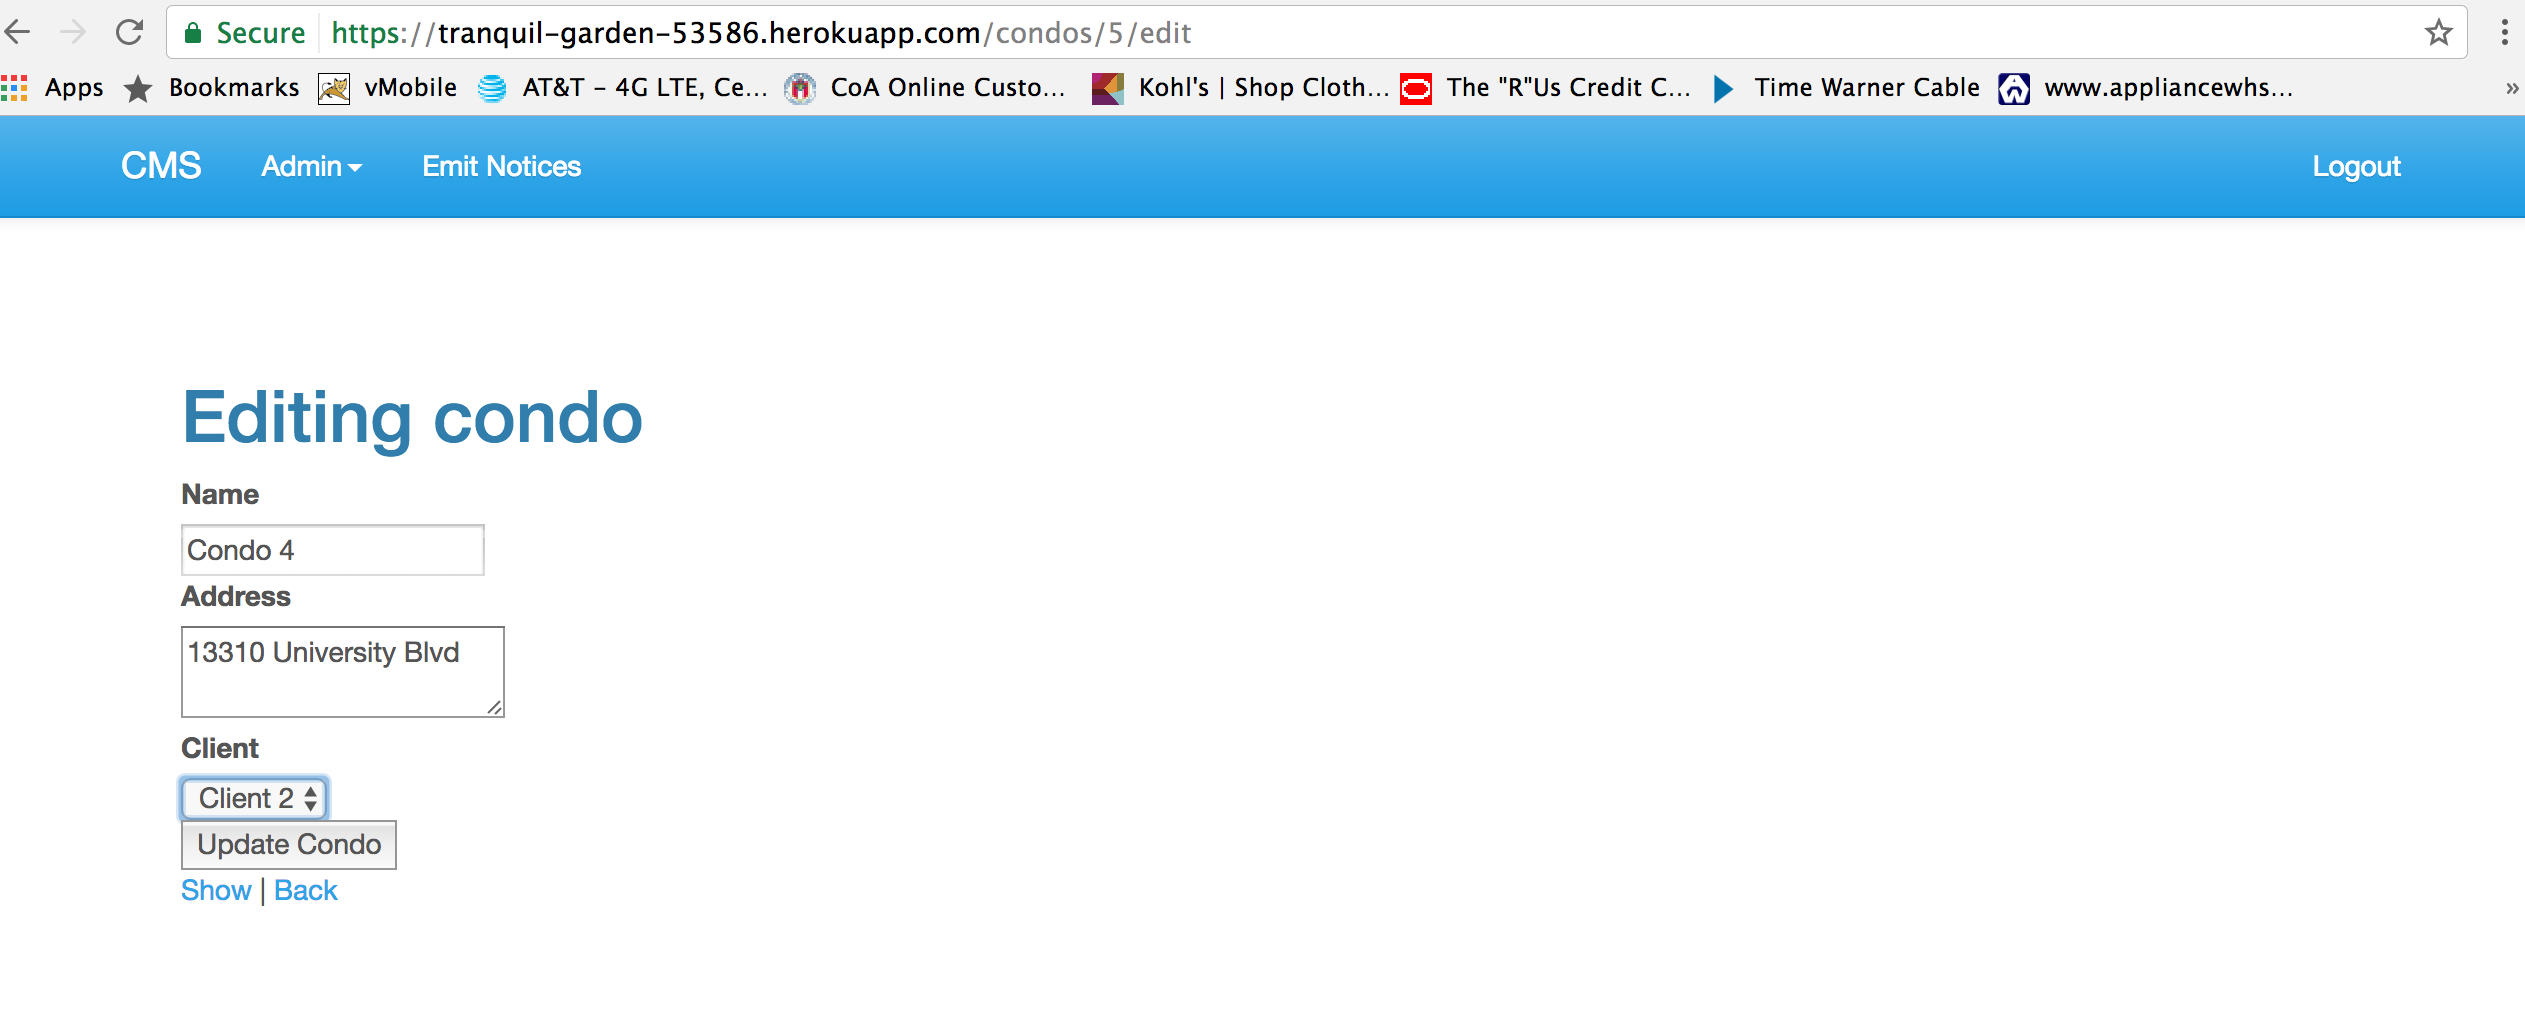 Secure https://tranquil-garden-53586.herokuapp.com/condos/5/edit
Apps Bookmarks vMobile AT&T - 4G LTE, Ce... CoA Online Custo... Kohl's | Shop Cloth... The "R"Us Credit C... Time Warner Cable www.appliancewhs... »
CMS Admin Emit Notices Logout
Editing condo
Name
Condo 4
Address
13310 University Blvd
Client
Client 2
Update Condo
Show | Back